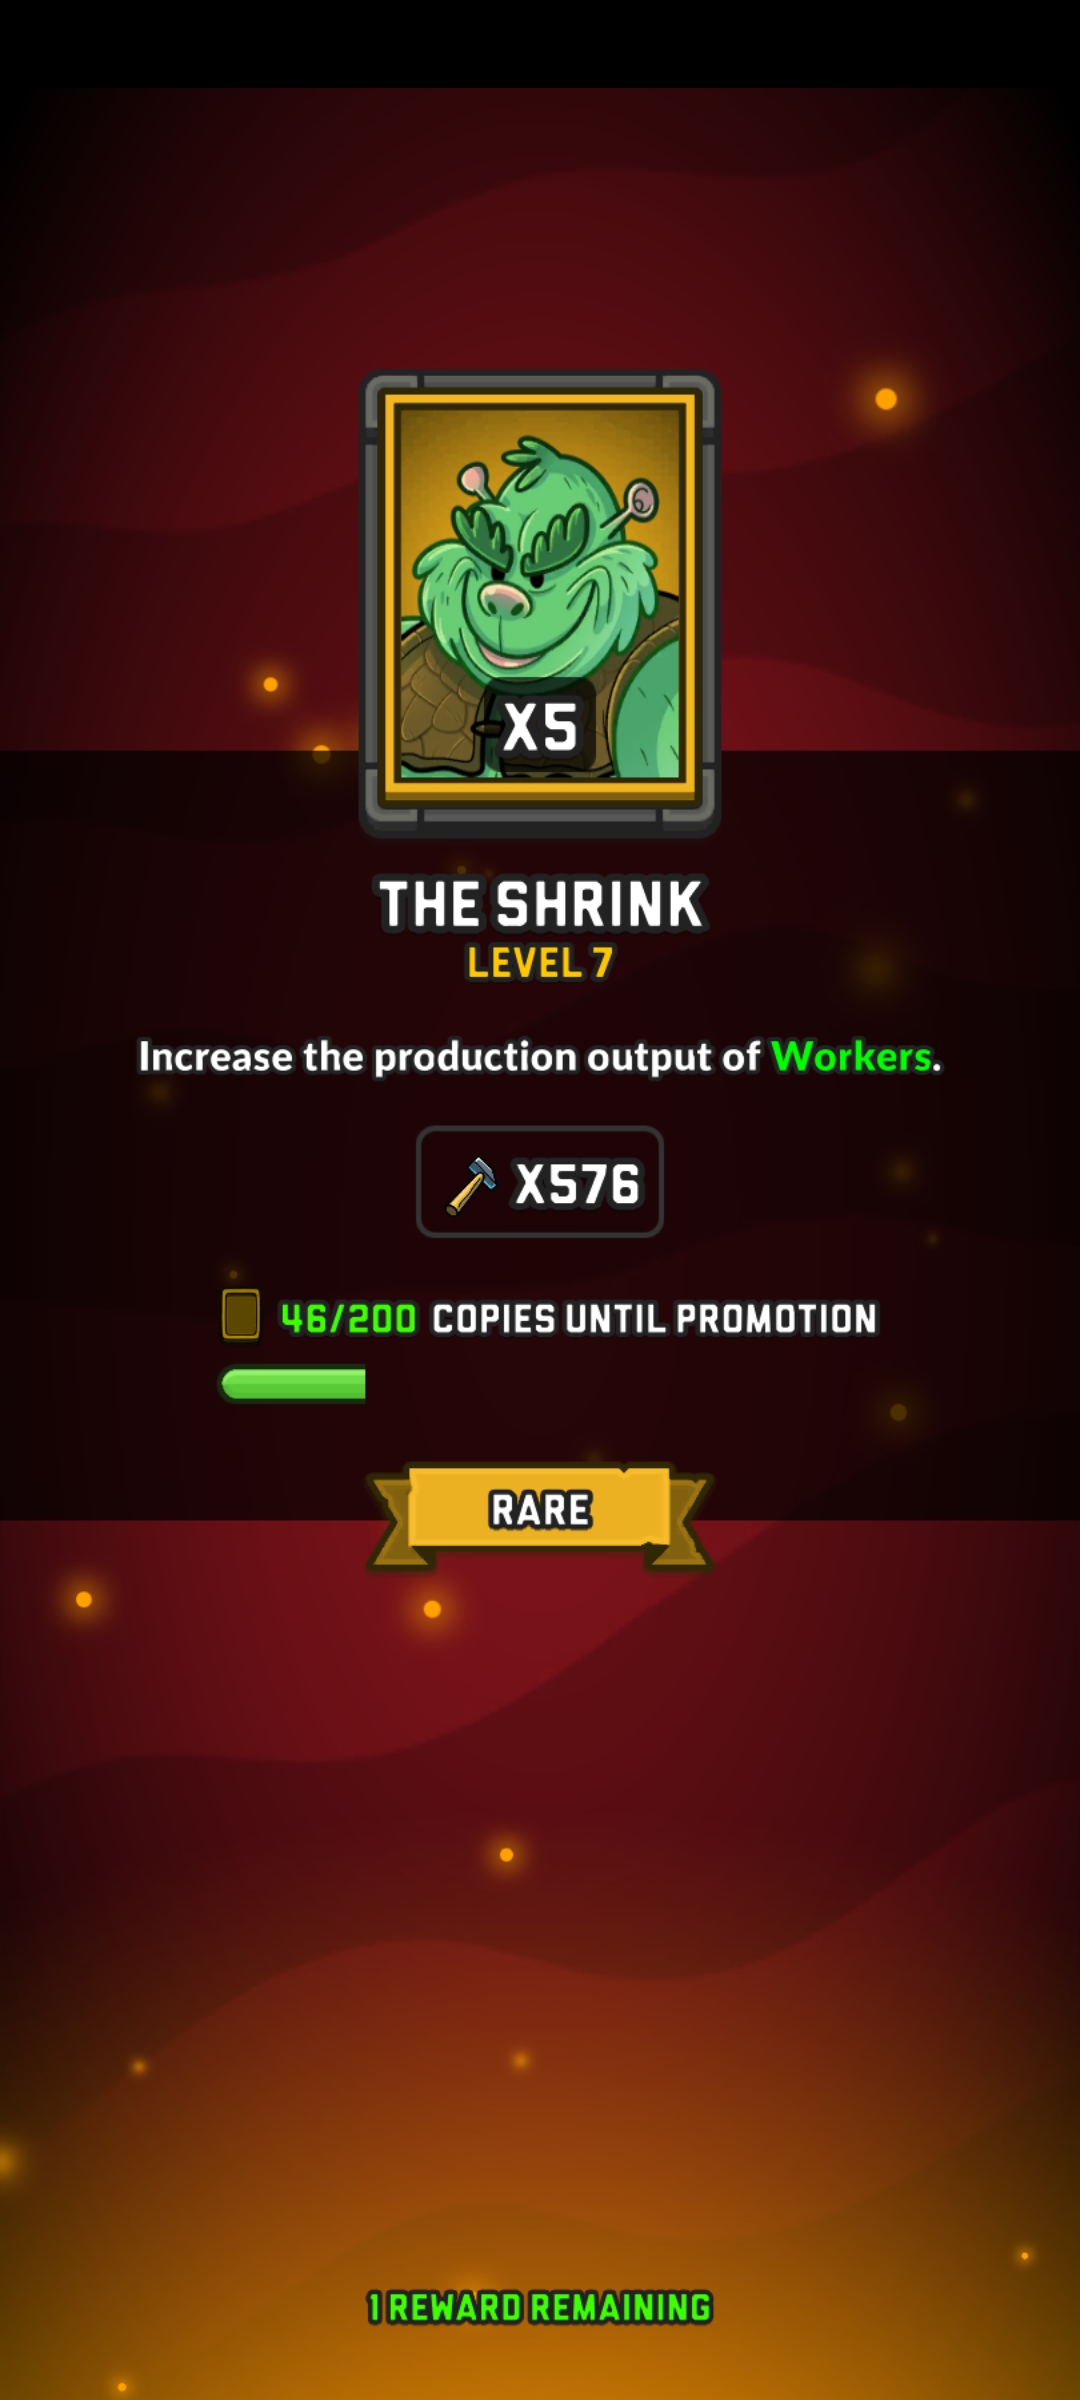 X5
THE SHRINK
LEVEL 7
Increase the production output of Workers.
X576
46/200 COPIES UNTIL PROMOTION
RARE
1 REWARD REMAINING